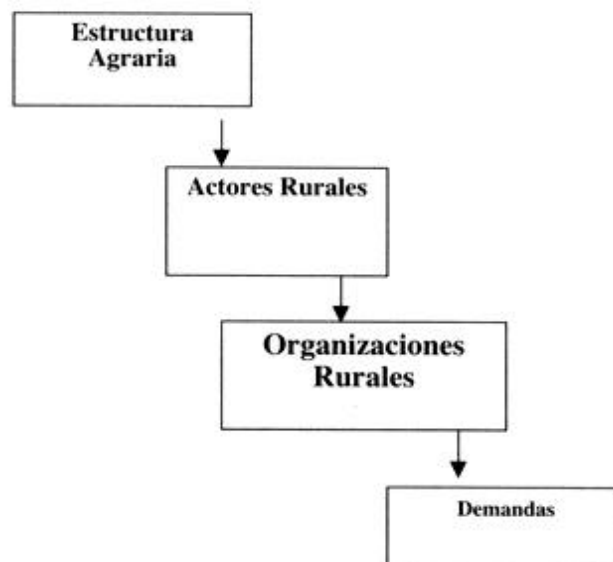 Estructura
Agraria
Actores Rurales
Organizaciones
Rurales
Demandas